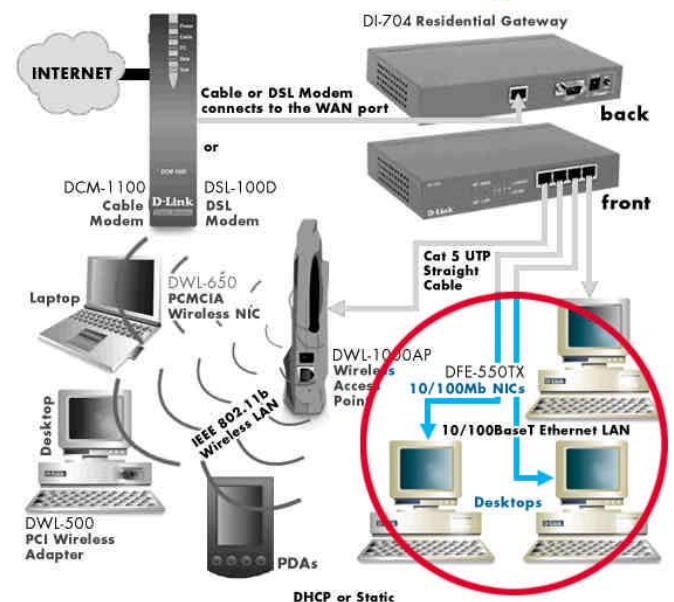 DI-704 Residential Gateway
INTERNET
Cable or DSL Modem
connects to the WAN port
back
or
DCM-1100
Cable
Modem
D-Link
DSL-100D
DSL
Modem
D-Link
front
Cat 5 UTP
Straight
Cable
Laptop
DWL-650
PCMCIA
Wireless NIC
DWL-1000AP
Wireless
Access
Point
DFE-550TX
10/100Mb NICs
IEEE 802.11b
Wireless LAN
10/100BaseT Ethernet LAN
Desktop
Desktops
DWL-500
PCI Wireless
Adapter
PDAs
DHCP or Static